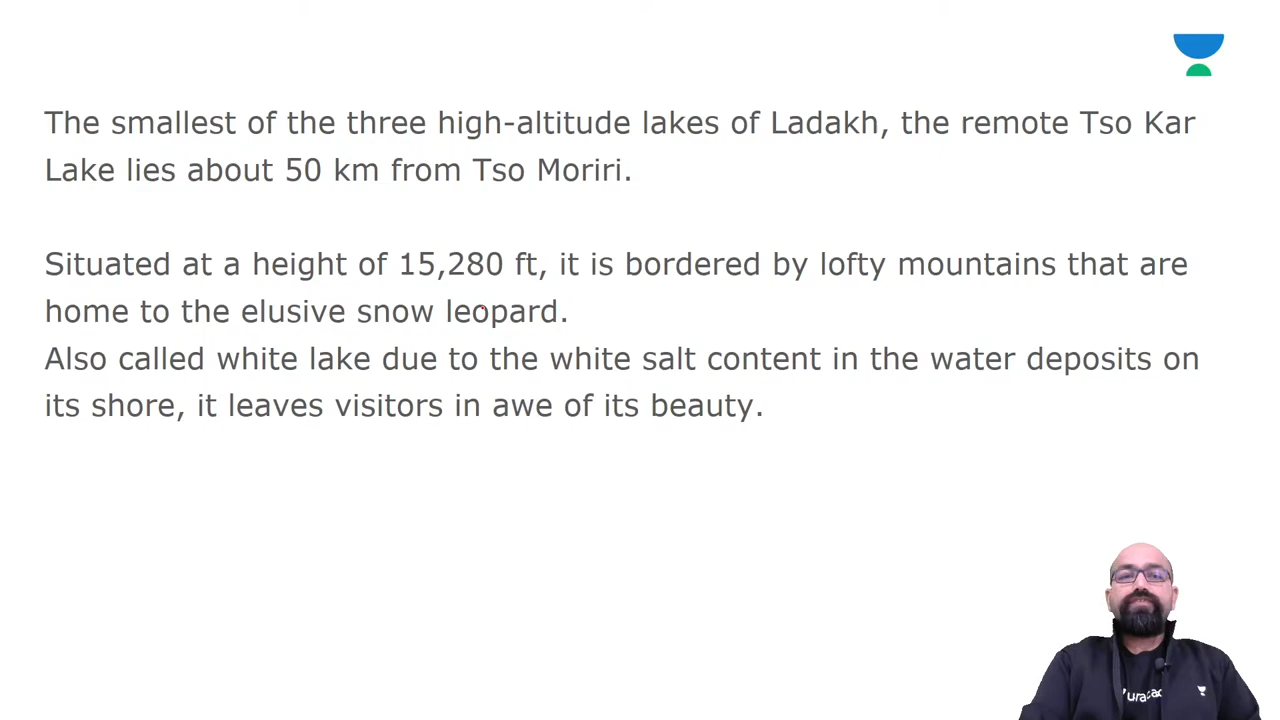 The smallest of the three high-altitude lakes of Ladakh, the remote Tso Kar
Lake lies about 50 km from Tso Moriri.
Situated at a height of 15,280 ft, it is bordered by lofty mountains that are
home to the elusive snow leopard.
Also called white lake due to the white salt content in the water deposits on
its shore, it leaves visitors in awe of its beauty.